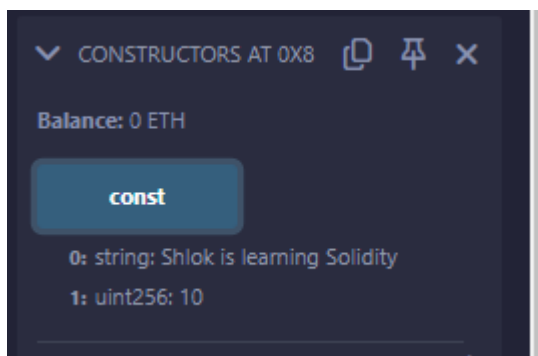 CONSTRUCTORS AT 0X8
Balance: 0 ETH
const
0: string: Shlok is learning Solidity
1: uint256: 10